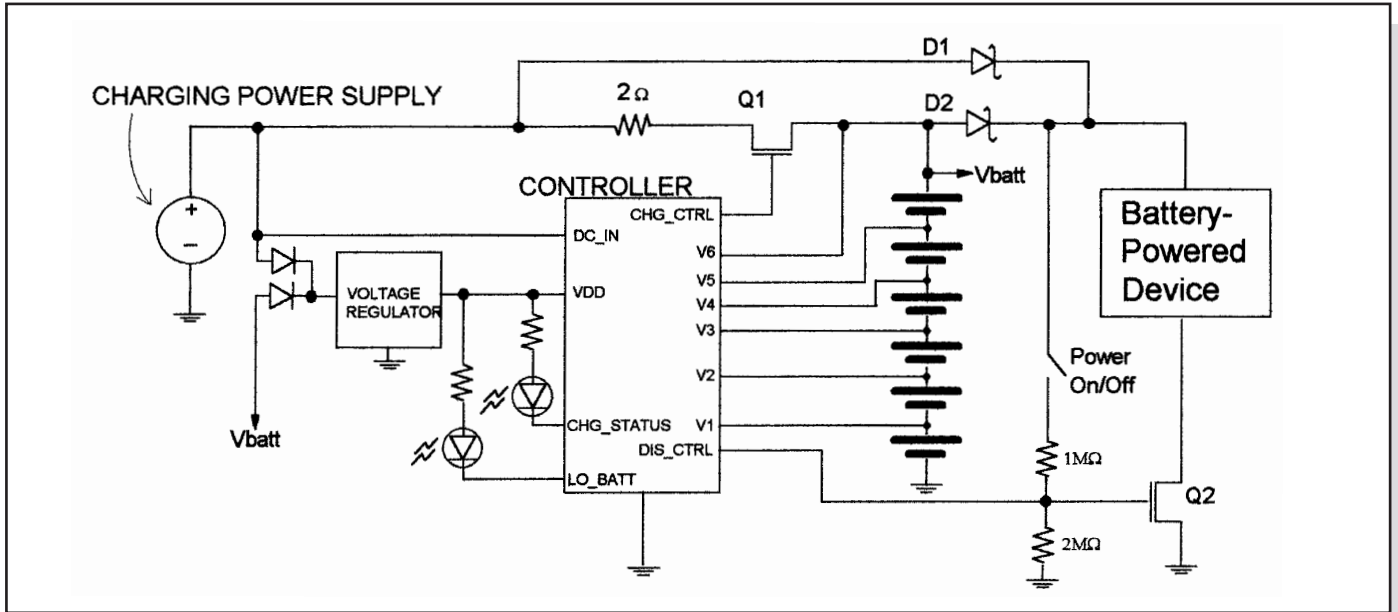 D1
CHARGING POWER SUPPLY
2Ω
Q1
D2
Vbatt
CONTROLLER
CHG_CTRL
DC_IN
V6
V5
V4
V3
V2
V1
VDD
CHG_STATUS
DIS_CTRL
LO_BATT
VOLTAGE
REGULATOR
Vbatt
Battery-
Powered
Device
Power
On/Off
1MΩ
Q2
2MΩ
+
−